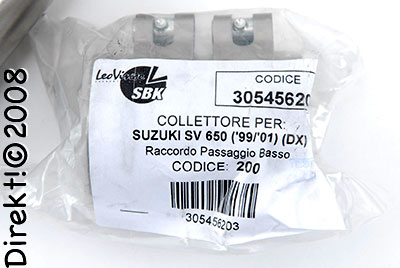 LeoVince
SBK
CODICE
30545620
COLLETTORE PER:
SUZUKI SV 650 ('99/'01) (DX)
Raccordo Passaggio Basso
CODICE: 200
305456203
Direkt!©2008